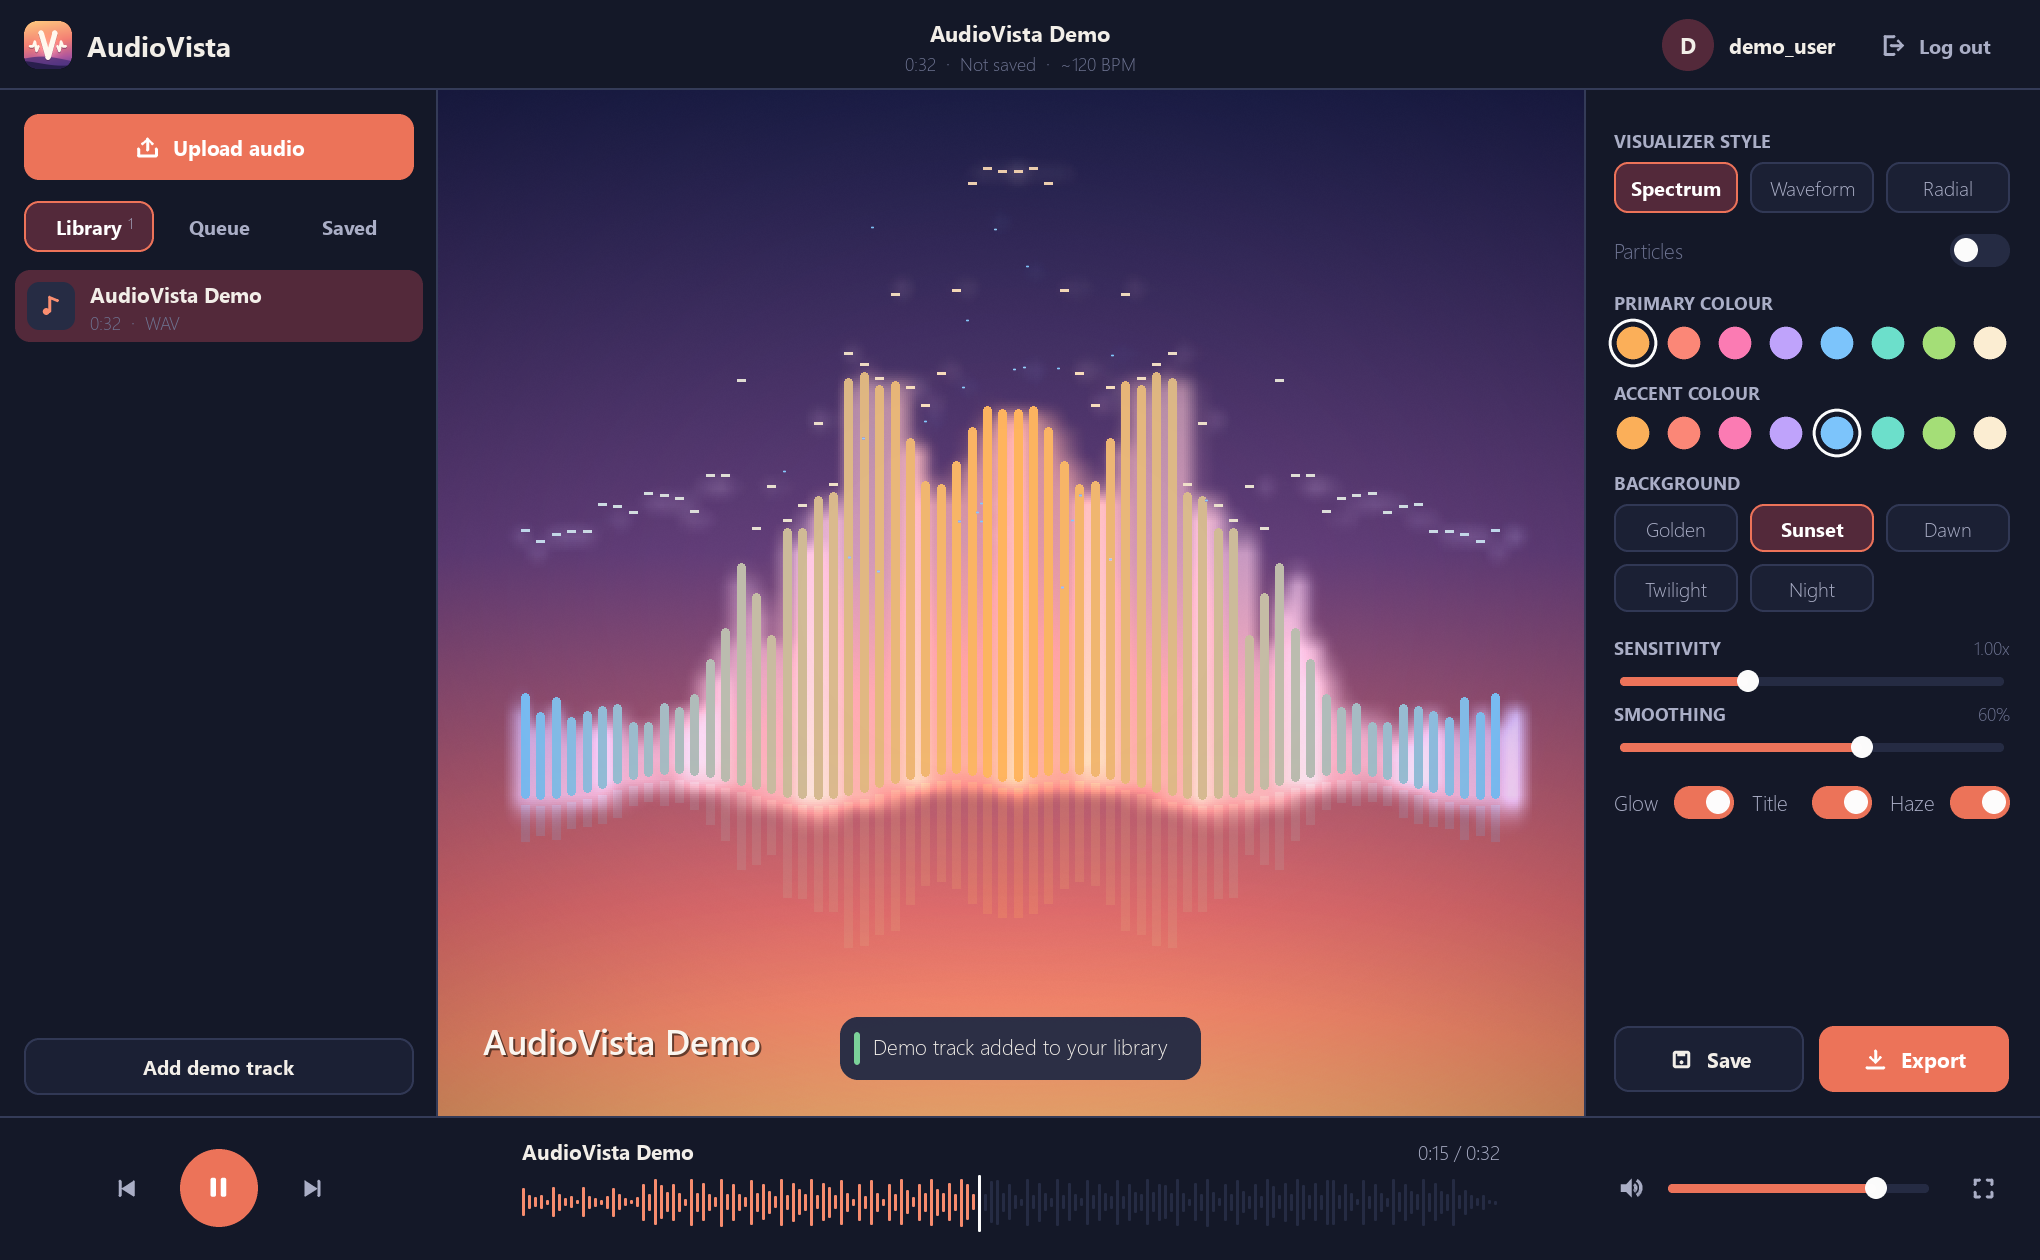 AudioVista
AudioVista Demo
0:32 · Not saved · ~120 BPM
D
demo_user
Log out
Upload audio
Library 1
Queue
Saved
AudioVista Demo
0:32 · WAV
Add demo track
AudioVista Demo
Demo track added to your library
VISUALIZER STYLE
Spectrum
Waveform
Radial
Particles
PRIMARY COLOUR
ACCENT COLOUR
BACKGROUND
Golden
Sunset
Dawn
Twilight
Night
SENSITIVITY
1.00x
SMOOTHING
60%
Glow
Title
Haze
Save
Export
AudioVista Demo
0:15 / 0:32